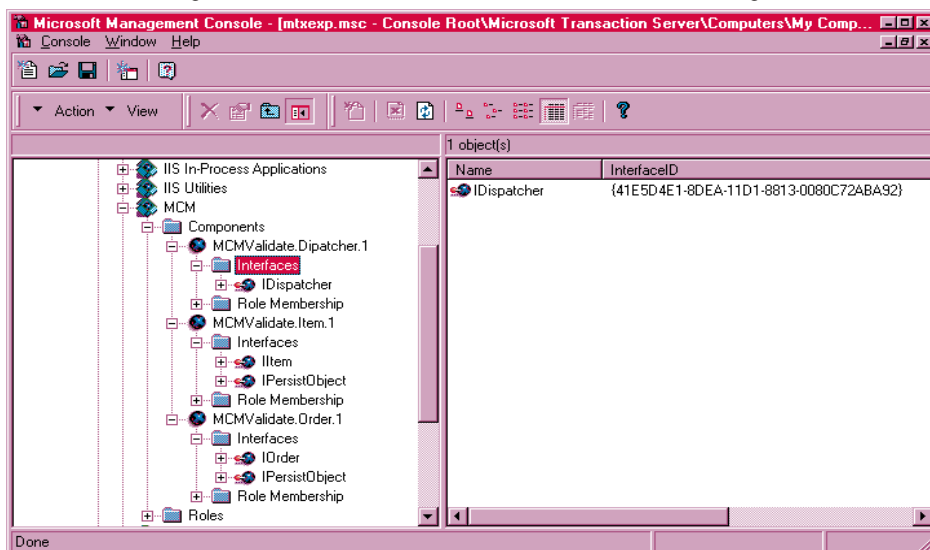 Microsoft Management Console - [mtxexp.msc - Console Root\Microsoft Transaction Server\Computers\My Comp...
Console Window Help
Action View
1 object(s)
Name InterfaceID
IDispatcher {41E5D4E1-8DEA-11D1-8813-0080C72ABA92}
IIS In-Process Applications
IIS Utilities
MCM
Components
MCMValidate.Dipatcher.1
Interfaces
IDispatcher
Role Membership
MCMValidate.Item.1
Interfaces
IItem
IPersistObject
Role Membership
MCMValidate.Order.1
Interfaces
IOrder
IPersistObject
Role Membership
Roles
Done